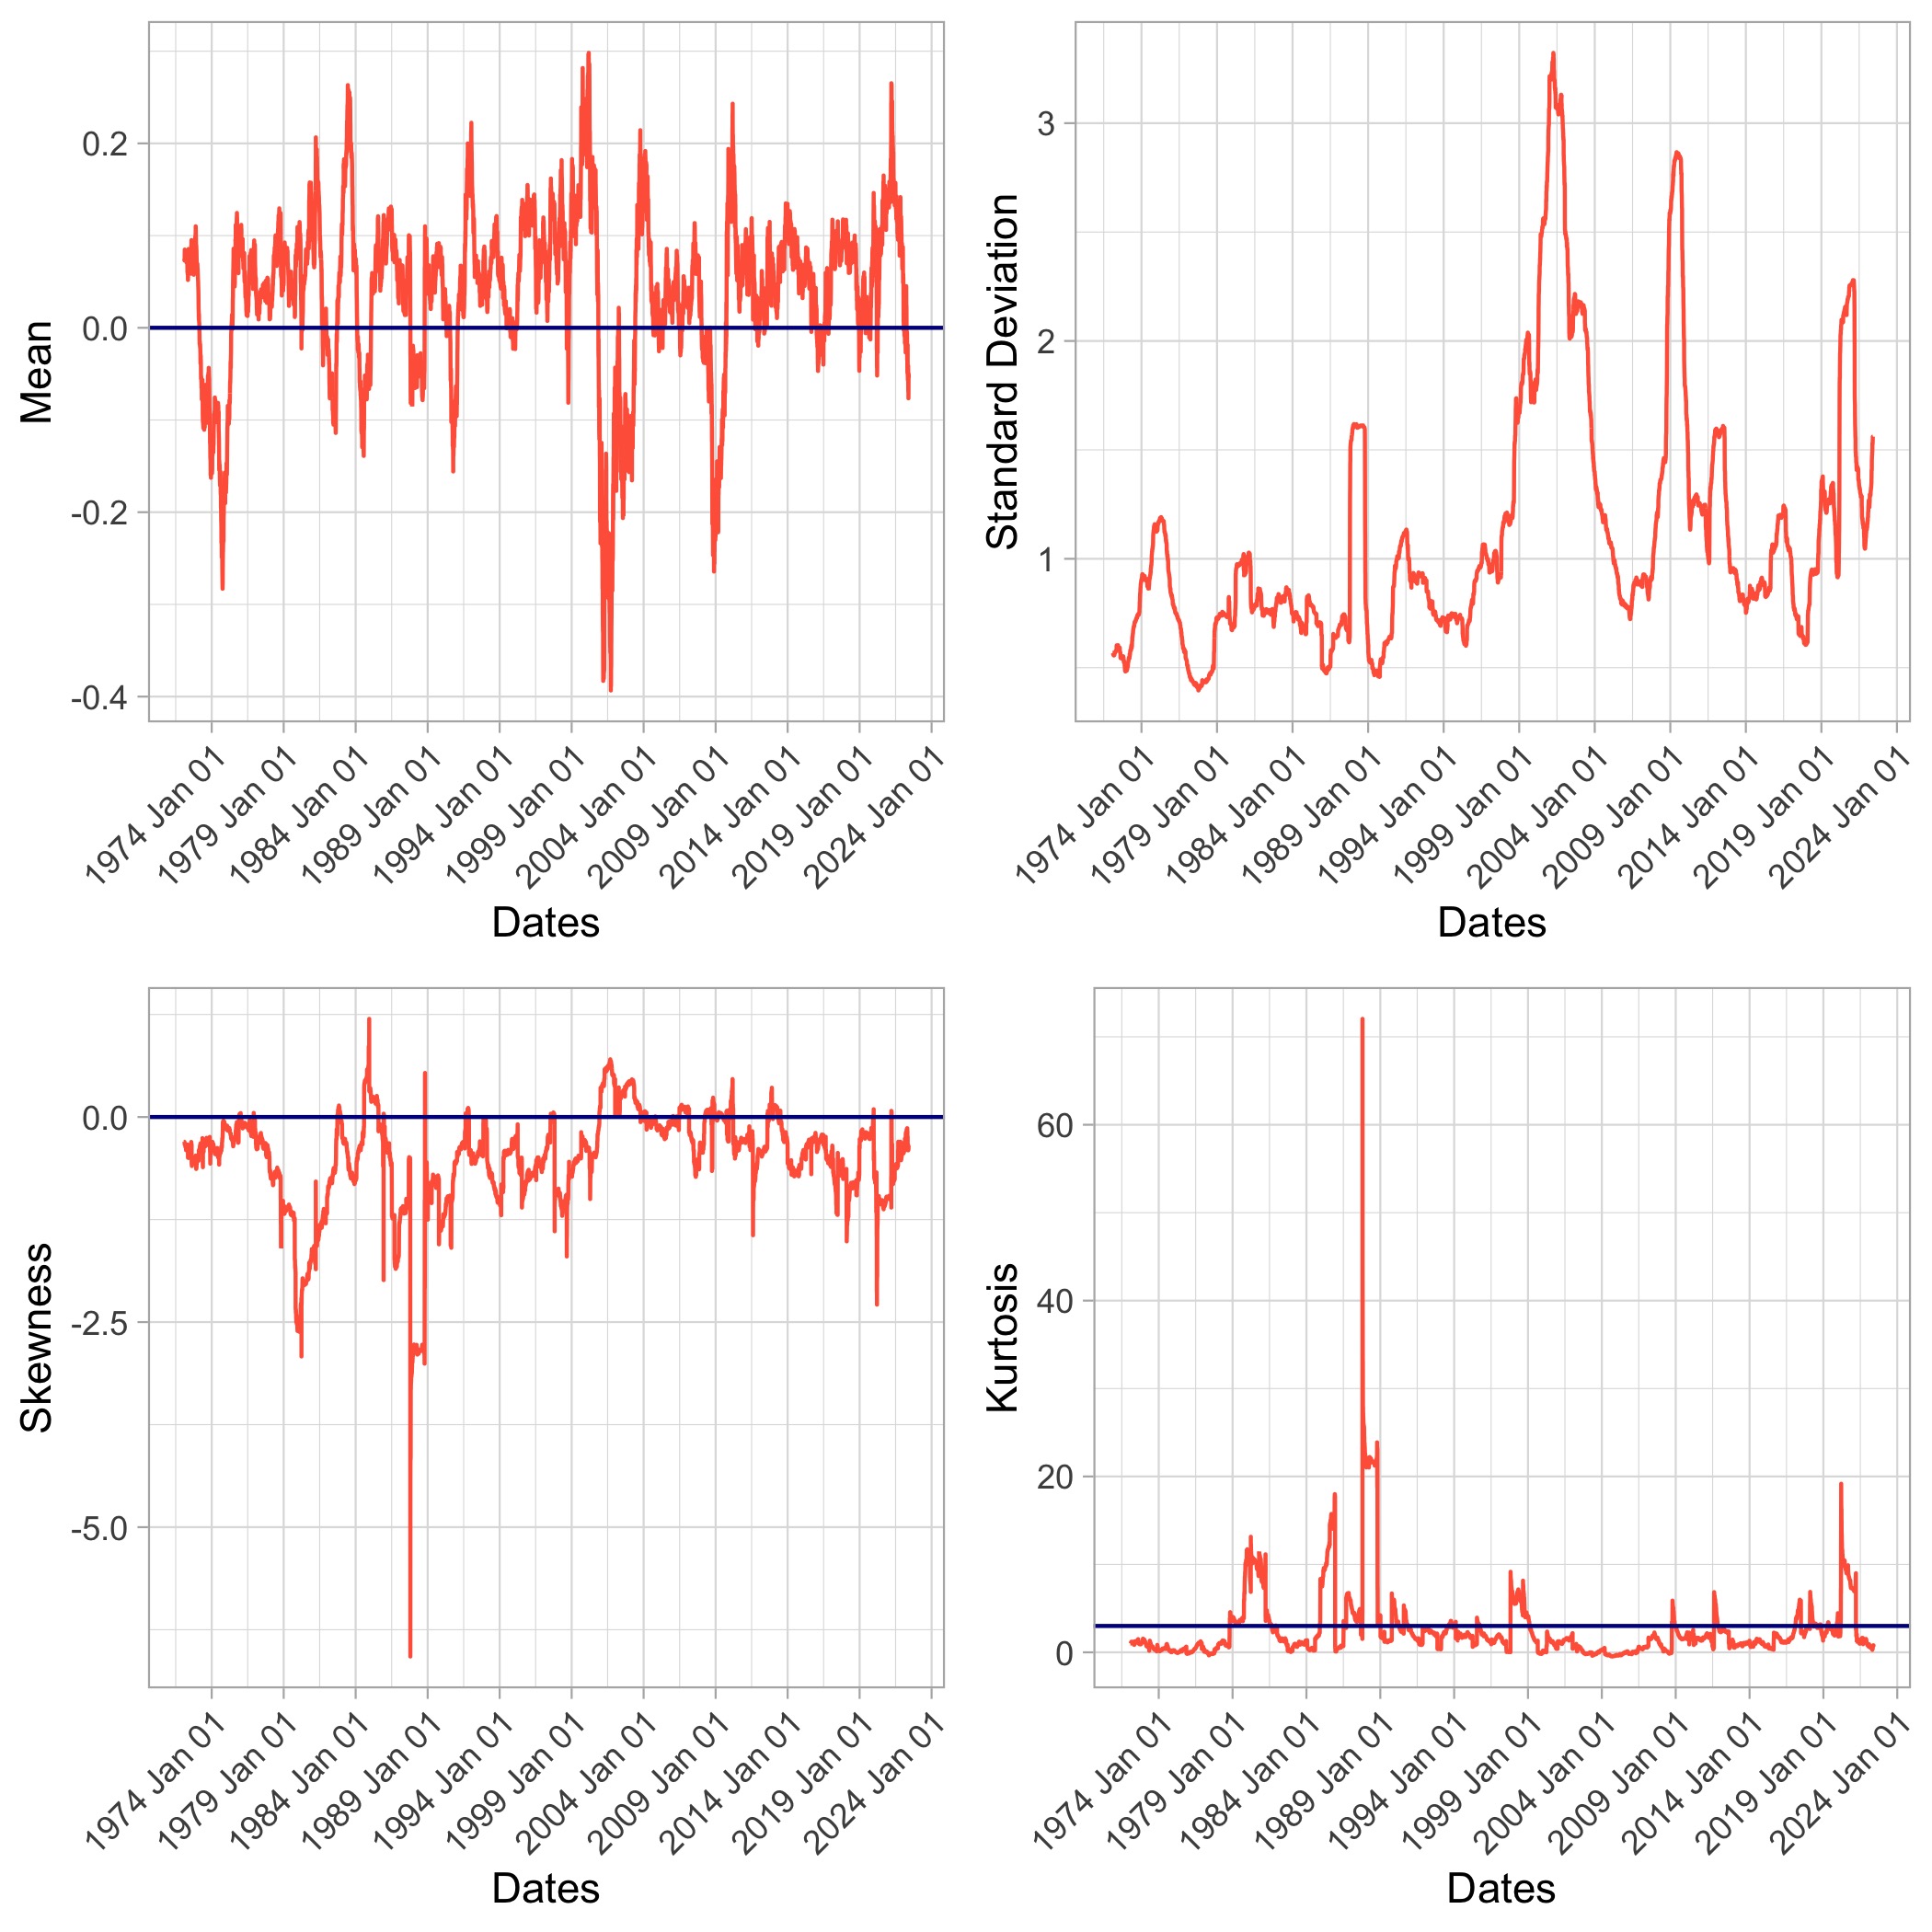 Mean
0.2
0.0
-0.2
-0.4
1974 Jan 01
1979 Jan 01
1984 Jan 01
1989 Jan 01
1994 Jan 01
1999 Jan 01
2004 Jan 01
2009 Jan 01
2014 Jan 01
2019 Jan 01
2024 Jan 01
Dates
Standard Deviation
3
2
1
1974 Jan 01
1979 Jan 01
1984 Jan 01
1989 Jan 01
1994 Jan 01
1999 Jan 01
2004 Jan 01
2009 Jan 01
2014 Jan 01
2019 Jan 01
2024 Jan 01
Dates
Skewness
0.0
-2.5
-5.0
1974 Jan 01
1979 Jan 01
1984 Jan 01
1989 Jan 01
1994 Jan 01
1999 Jan 01
2004 Jan 01
2009 Jan 01
2014 Jan 01
2019 Jan 01
2024 Jan 01
Dates
Kurtosis
60
40
20
0
1974 Jan 01
1979 Jan 01
1984 Jan 01
1989 Jan 01
1994 Jan 01
1999 Jan 01
2004 Jan 01
2009 Jan 01
2014 Jan 01
2019 Jan 01
2024 Jan 01
Dates